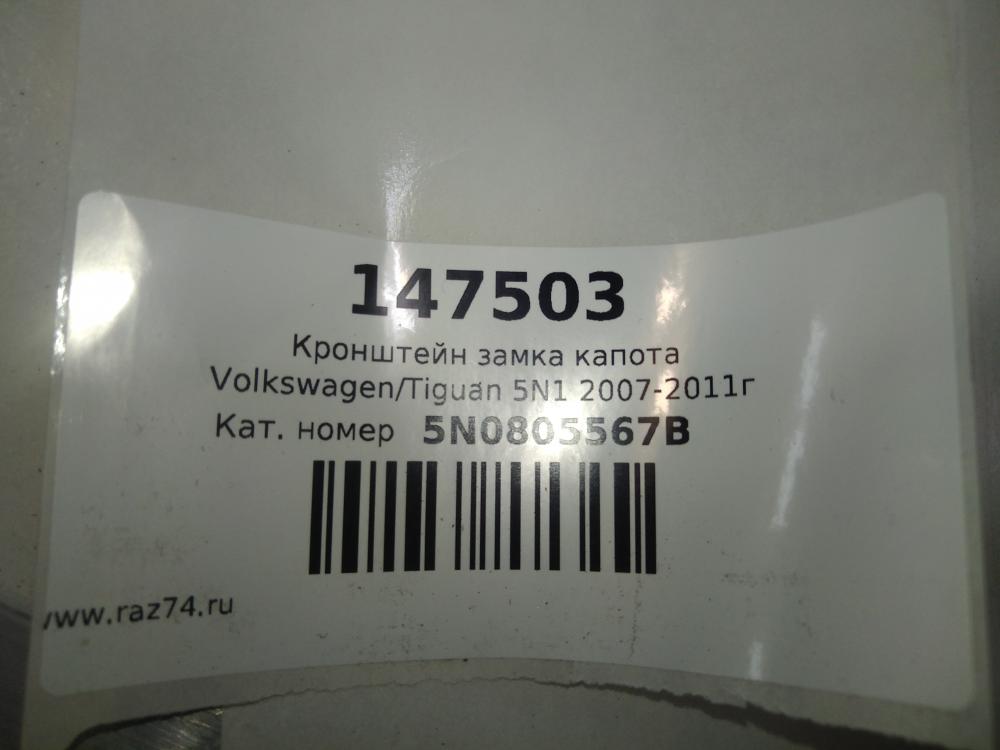 147503
Кронштейн замка капота
Volkswagen/Tiguan 5N1 2007-2011г
Кат. номер 5N0805567B
www.raz74.ru